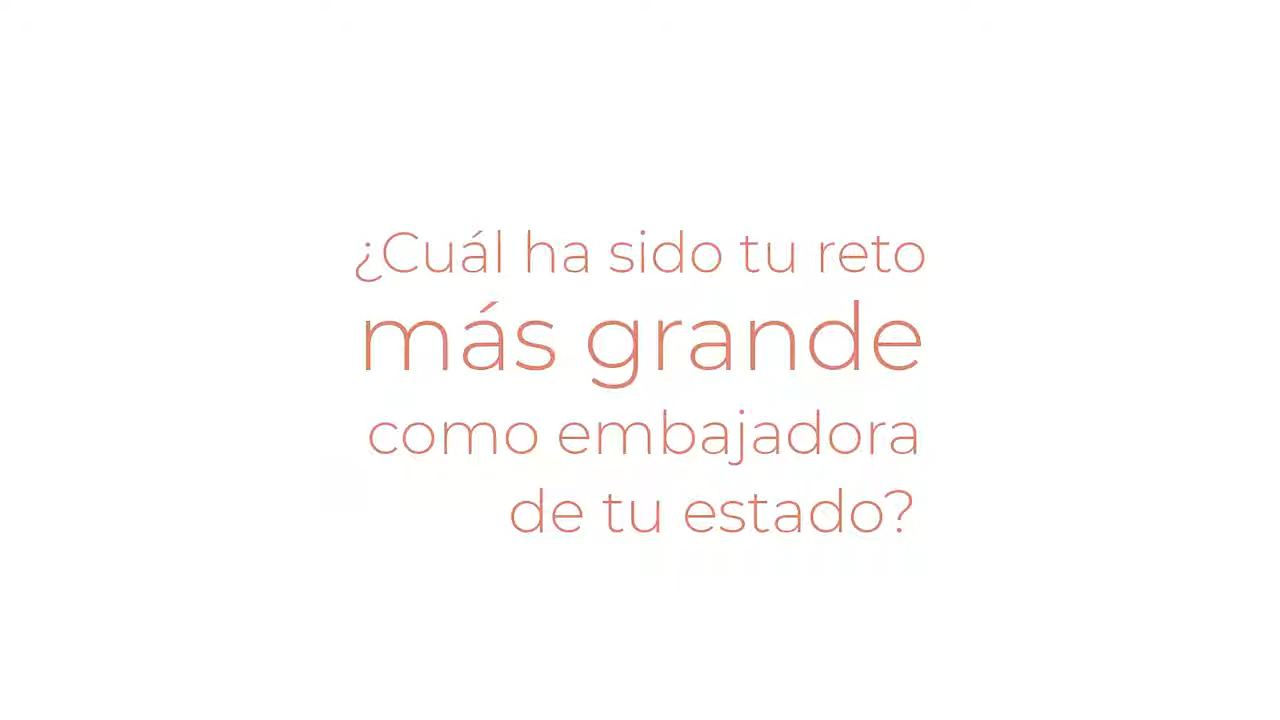 ¿Cuál ha sido tu reto
más grande
como embajadora
de tu estado?